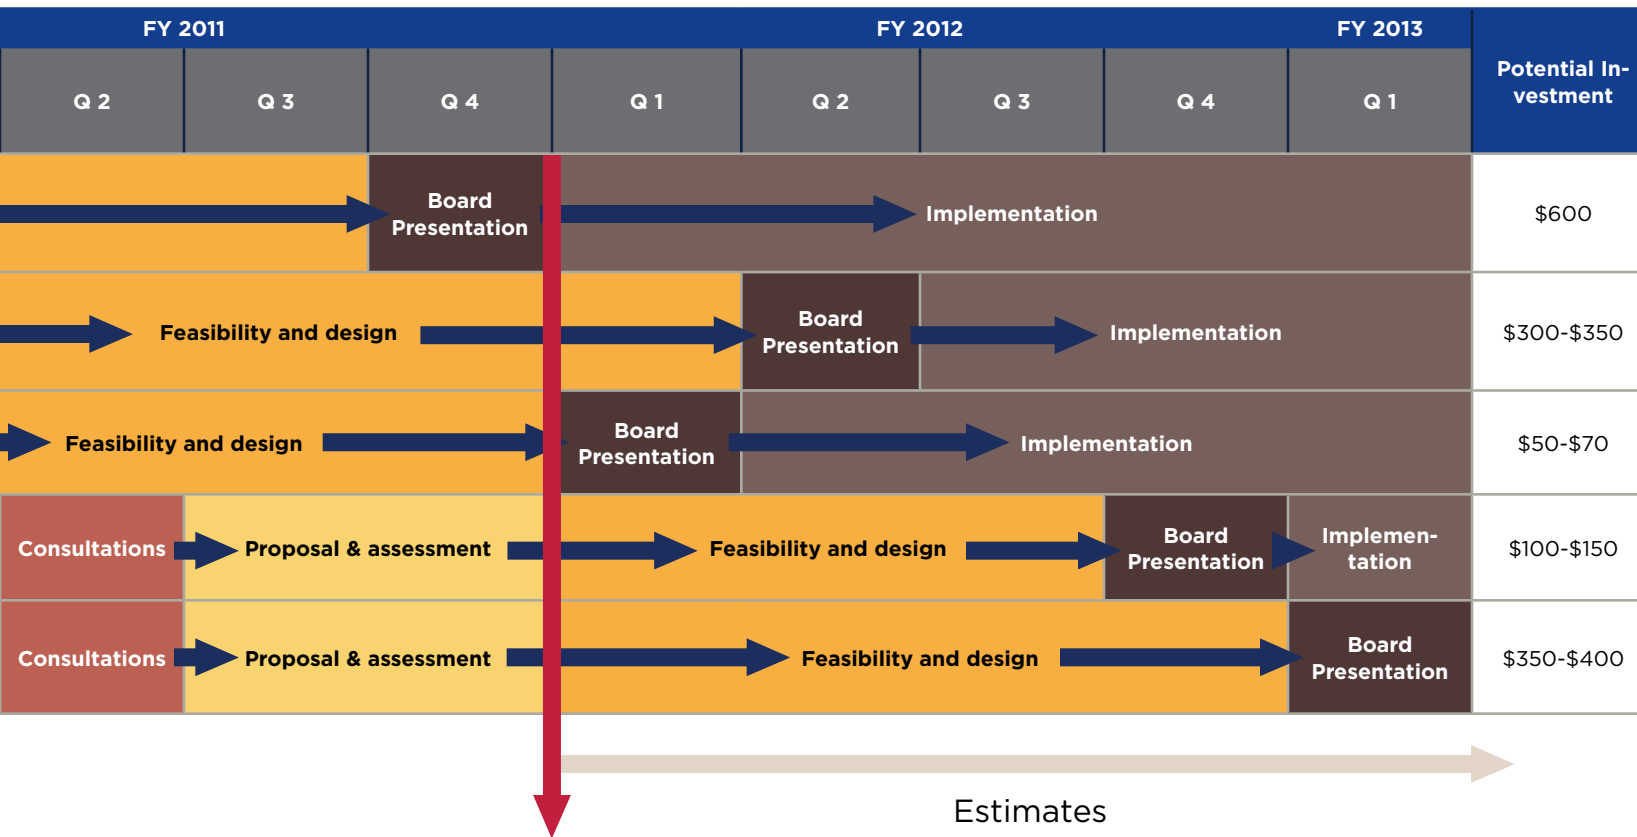 FY 2011 FY 2012 FY 2013
Potential In-
vestment
Q 2 Q 3 Q 4 Q 1 Q 2 Q 3 Q 4 Q 1
Board
Presentation
Implementation
$600
Feasibility and design
Board
Presentation
Implementation
$300-$350
Feasibility and design
Board
Presentation
Implementation
$50-$70
Consultations
Proposal & assessment
Feasibility and design
Board
Presentation
Implemen-
tation
$100-$150
Consultations
Proposal & assessment
Feasibility and design
Board
Presentation
$350-$400
Estimates